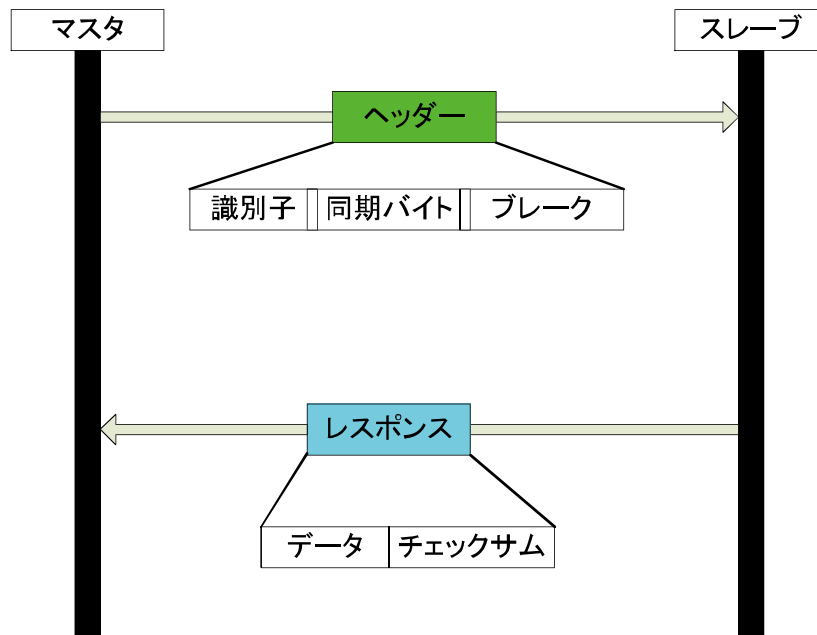 マスタ
スレーブ
ヘッダー
識別子
同期バイト
ブレーク
レスポンス
データ
チェックサム